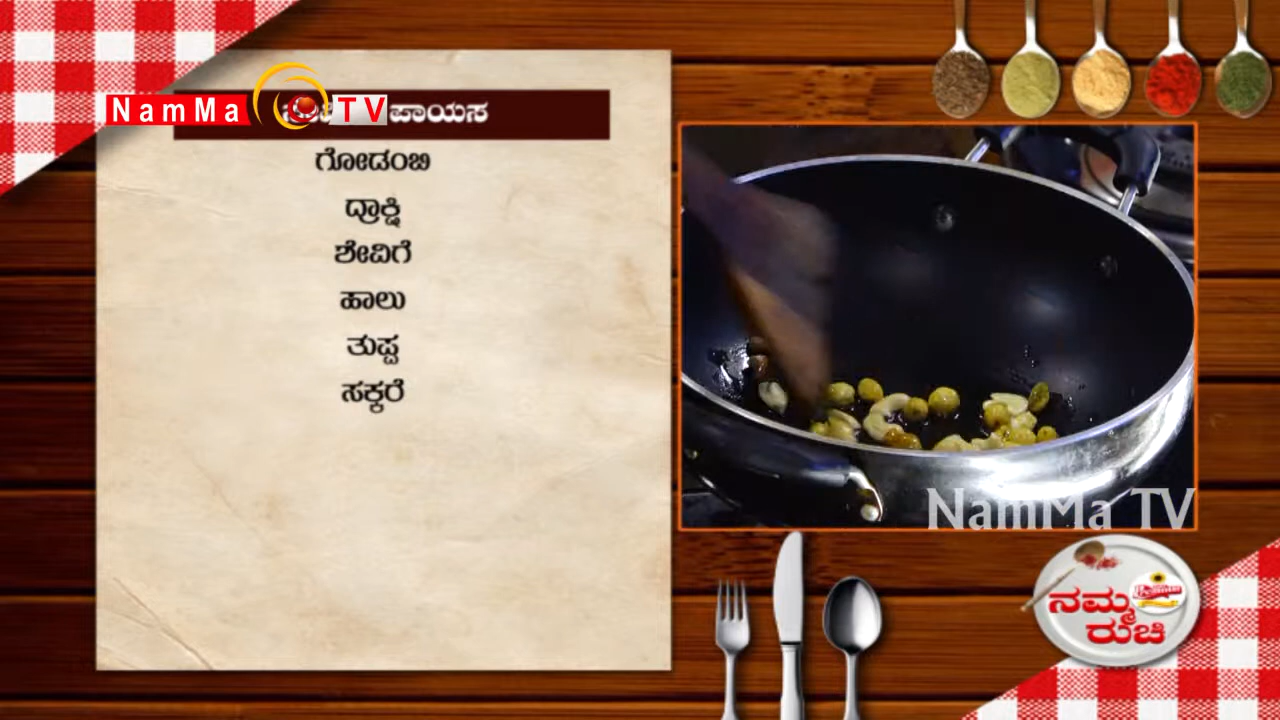 NamMa TV
ಪಾಯಸ
ಗೋಡಂಬಿ
ದ್ರಾಕ್ಷಿ
ಶೇವಿಗೆ
ಹಾಲು
ತುಪ್ಪ
ಸಕ್ಕರೆ
NamMa TV
ನಮ್ಮ
ರುಚಿ